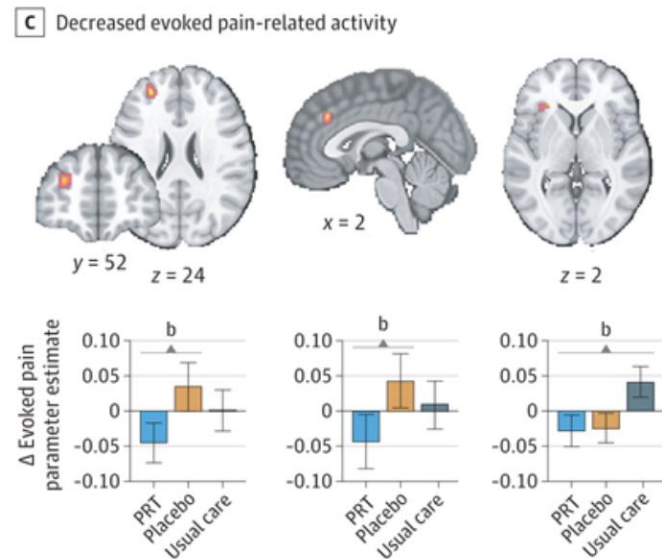 C Decreased evoked pain-related activity
y = 52
z = 24
x = 2
z = 2
Δ Evoked pain
parameter estimate
0.10
0.05
0
-0.05
-0.10
b
PRT
Placebo
Usual care
0.10
0.05
0
-0.05
-0.10
b
PRT
Placebo
Usual care
0.10
0.05
0
-0.05
-0.10
b
PRT
Placebo
Usual care